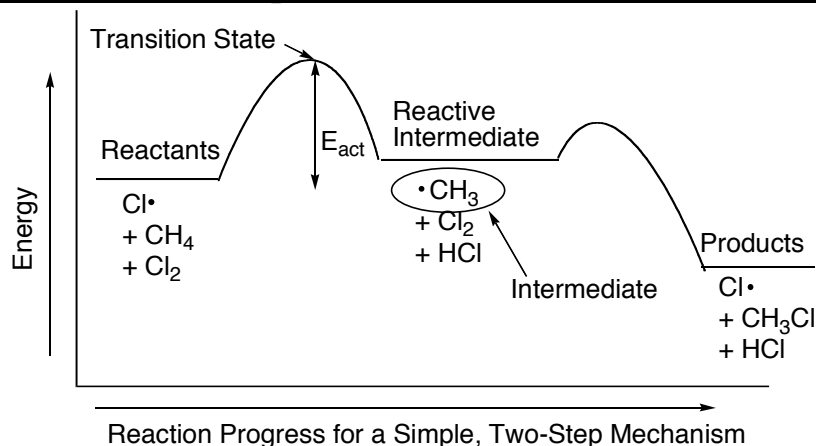 Transition State
Reactive
Intermediate
E_act
Reactants
Cl•
+ CH₄
+ Cl₂
•CH₃
+ Cl₂
+ HCl
Intermediate
Products
Cl•
+ CH₃Cl
+ HCl
Energy
Reaction Progress for a Simple, Two-Step Mechanism